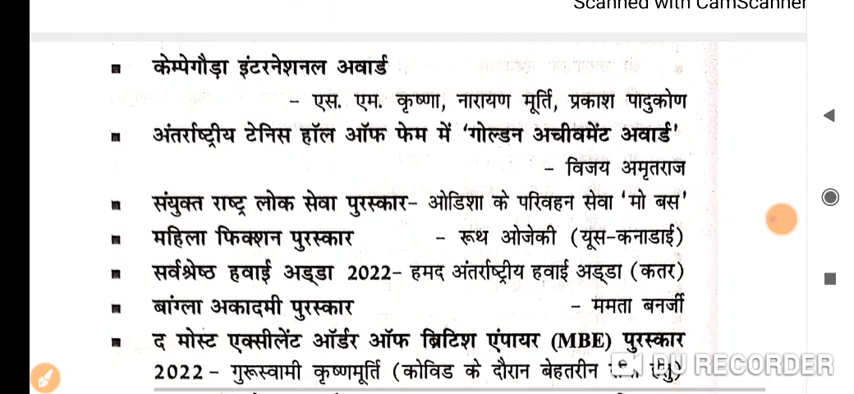 Scanned with CamScanner
■ केम्पेगौड़ा इंटरनेशनल अवार्ड
– एस. एम. कृष्णा, नारायण मूर्ति, प्रकाश पादुकोण
■ अंतर्राष्ट्रीय टेनिस हॉल ऑफ फेम में ‘गोल्डन अचीवमेंट अवार्ड’
– विजय अमृतराज
■ संयुक्त राष्ट्र लोक सेवा पुरस्कार– ओडिशा के परिवहन सेवा ‘मो बस’
■ महिला फिक्शन पुरस्कार – रूथ ओजेकी (यूस-कनाडाई)
■ सर्वश्रेष्ठ हवाई अड्डा 2022– हमद अंतर्राष्ट्रीय हवाई अड्डा (कतर)
■ बांग्ला अकादमी पुरस्कार – ममता बनर्जी
■ द मोस्ट एक्सीलेंट ऑर्डर ऑफ ब्रिटिश एंपायर (MBE) पुरस्कार
2022– गुरूस्वामी कृष्णमूर्ति (कोविड के दौरान बेहतरीन
DU RECORDER